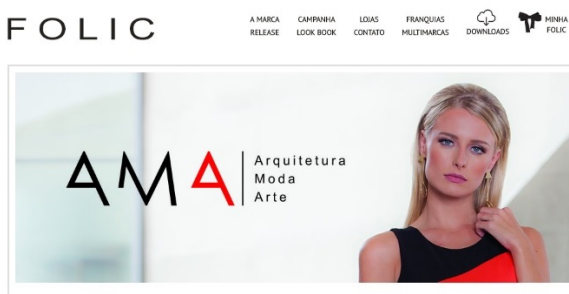 FOLIC
A MARCA
RELEASE
CAMPANHA
LOOK BOOK
LOJAS
CONTATO
FRANQUIAS
MULTIMARCAS
DOWNLOADS
MINHA
FOLIC
AMA
Arquitetura
Moda
Arte